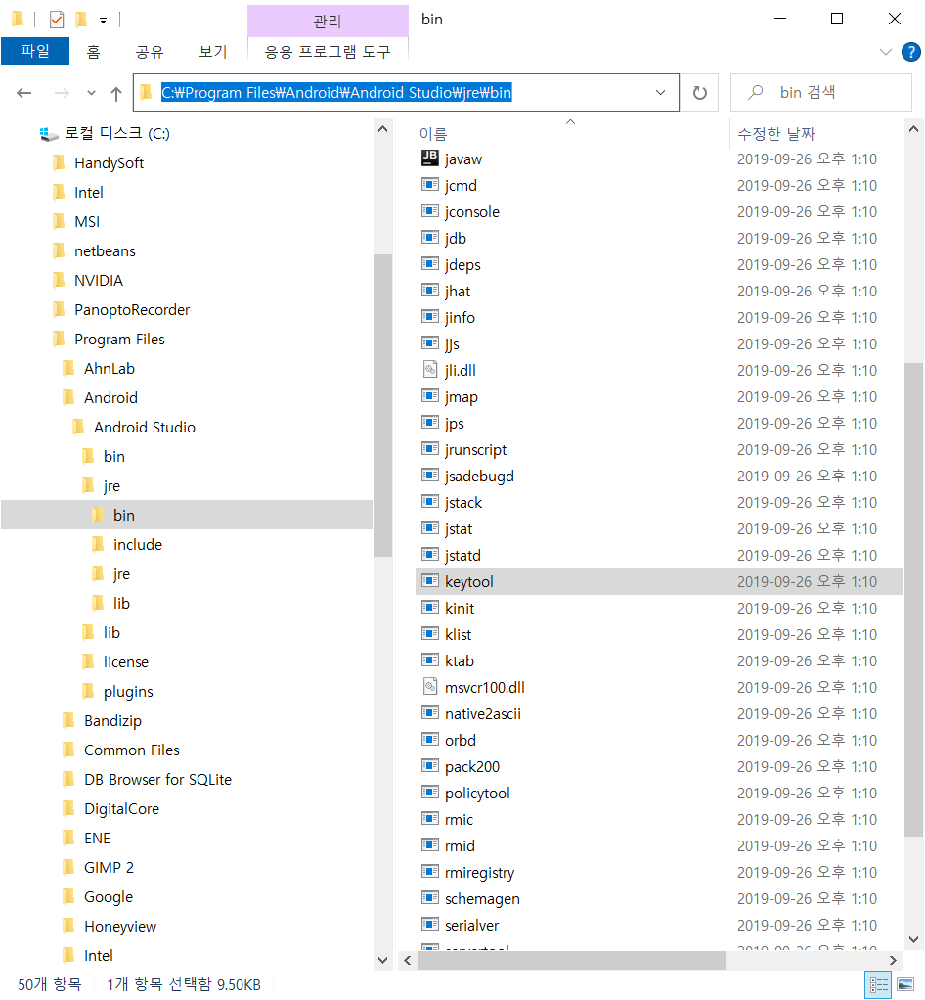 관리
bin
파일
홈
공유
보기
응용 프로그램 도구
?
C:₩Program Files₩Android₩Android Studio₩jre₩bin
bin 검색
로컬 디스크 (C:)
HandySoft
Intel
MSI
netbeans
NVIDIA
PanoptoRecorder
Program Files
AhnLab
Android
Android Studio
bin
jre
bin
include
jre
lib
lib
license
plugins
Bandizip
Common Files
DB Browser for SQLite
DigitalCore
ENE
GIMP 2
Google
Honeyview
Intel
이름 수정한 날짜
JB javaw 2019-09-26 오후 1:10
jcmd 2019-09-26 오후 1:10
jconsole 2019-09-26 오후 1:10
jdb 2019-09-26 오후 1:10
jdeps 2019-09-26 오후 1:10
jhat 2019-09-26 오후 1:10
jinfo 2019-09-26 오후 1:10
jjs 2019-09-26 오후 1:10
jli.dll 2019-09-26 오후 1:10
jmap 2019-09-26 오후 1:10
jps 2019-09-26 오후 1:10
jrunscript 2019-09-26 오후 1:10
jsadebugd 2019-09-26 오후 1:10
jstack 2019-09-26 오후 1:10
jstat 2019-09-26 오후 1:10
jstatd 2019-09-26 오후 1:10
keytool 2019-09-26 오후 1:10
kinit 2019-09-26 오후 1:10
klist 2019-09-26 오후 1:10
ktab 2019-09-26 오후 1:10
msvcr100.dll 2019-09-26 오후 1:10
native2ascii 2019-09-26 오후 1:10
orbd 2019-09-26 오후 1:10
pack200 2019-09-26 오후 1:10
policytool 2019-09-26 오후 1:10
rmic 2019-09-26 오후 1:10
rmid 2019-09-26 오후 1:10
rmiregistry 2019-09-26 오후 1:10
schemagen 2019-09-26 오후 1:10
serialver 2019-09-26 오후 1:10
50개 항목 1개 항목 선택함 9.50KB